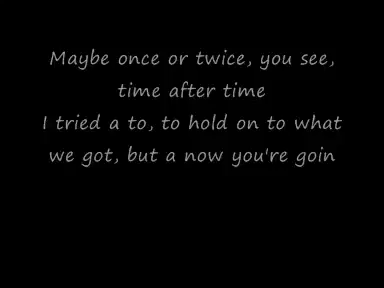 Maybe once or twice, you see,
time after time
I tried a to, to hold on to what
we got, but a now you're goin